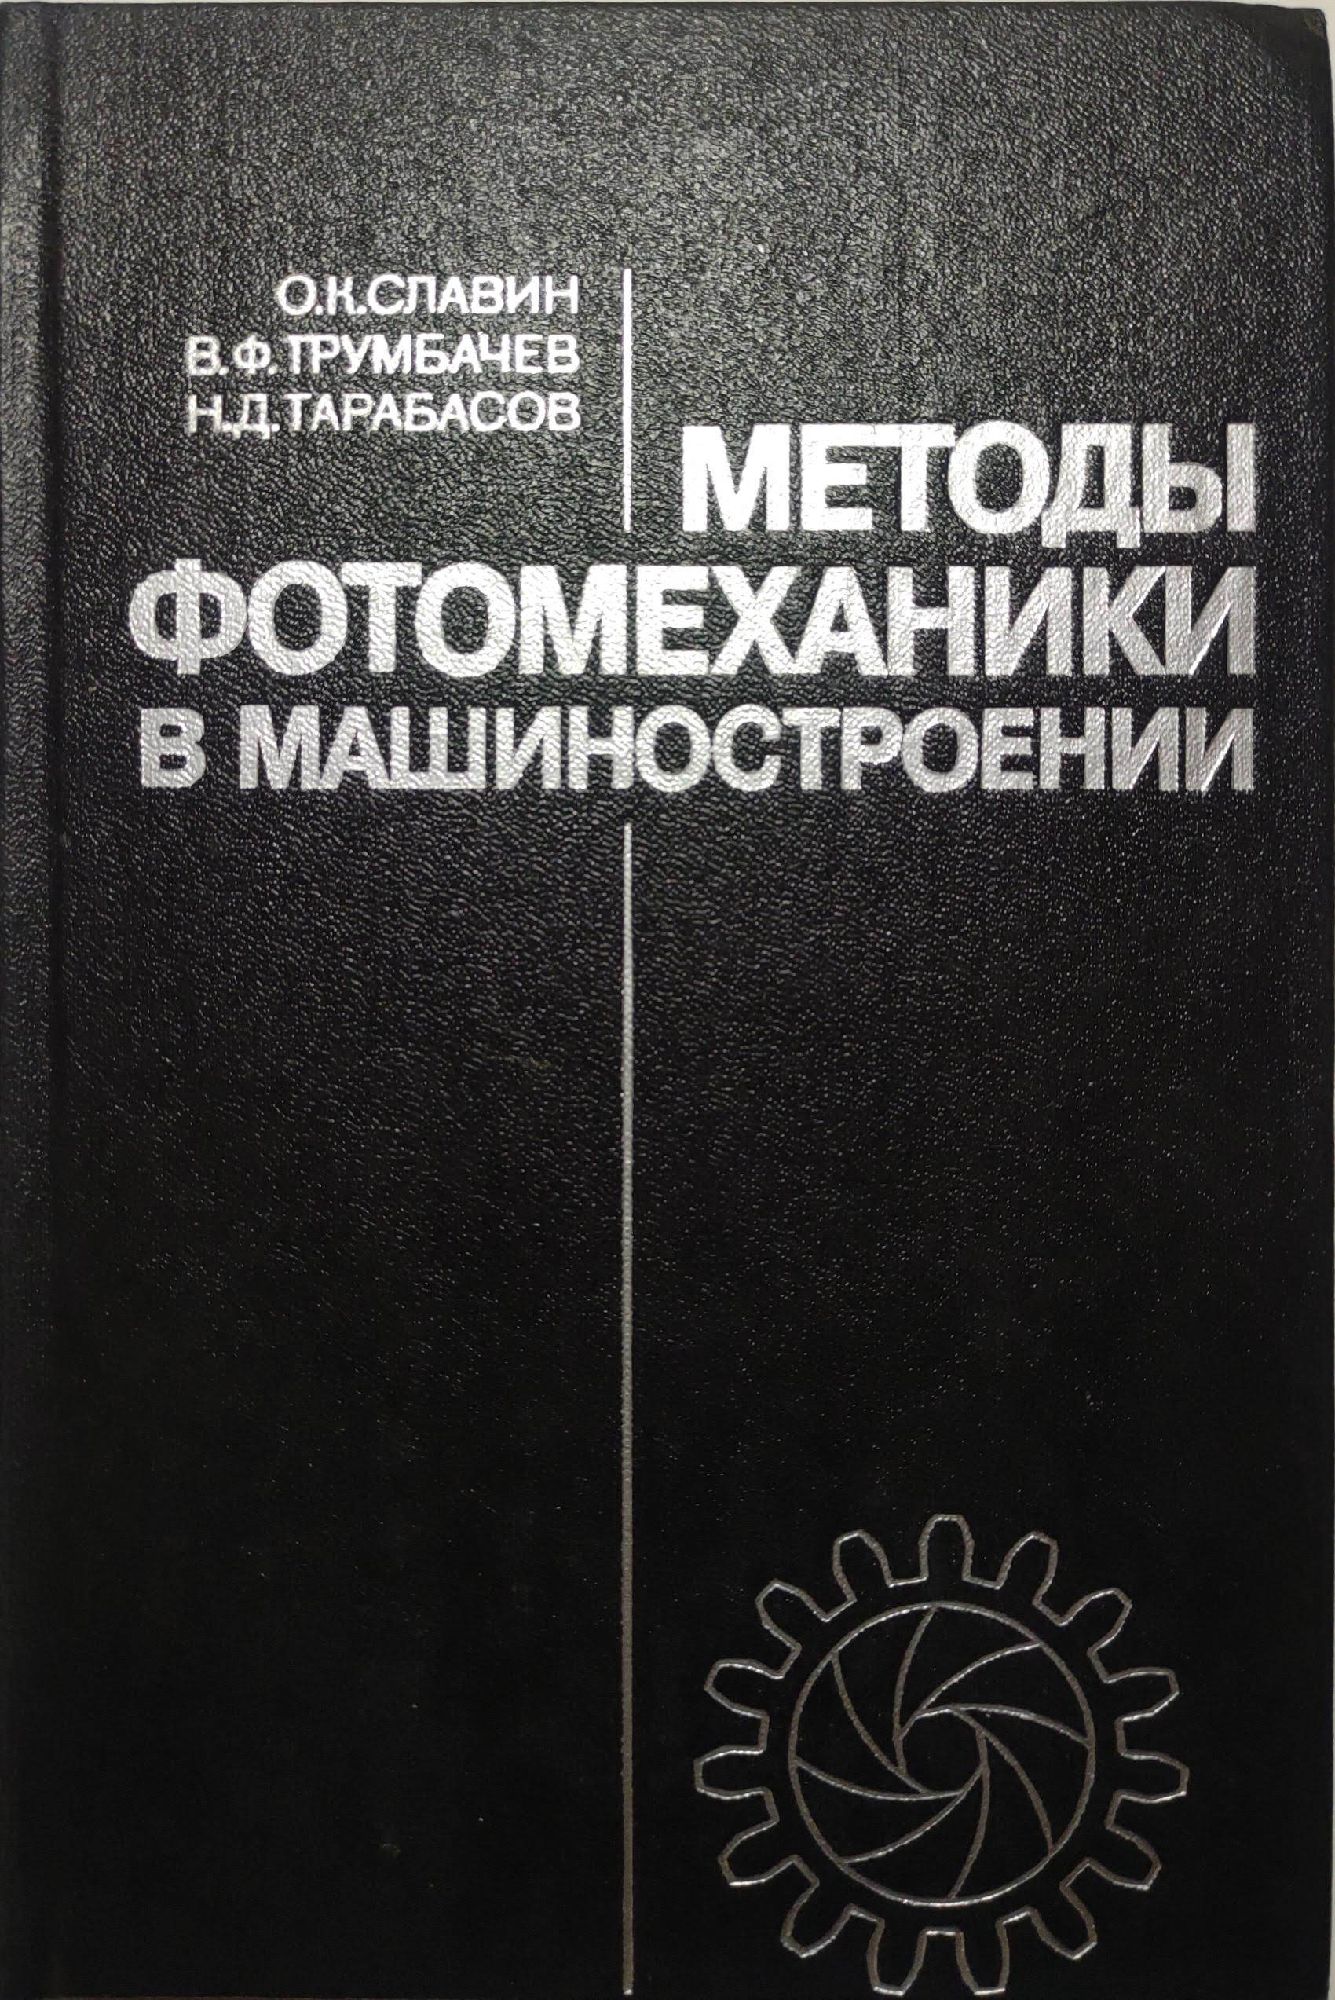 О.К.СЛАВИН
В.Ф.ТРУМБАЧЕВ
Н.Д.ТАРАБАСОВ
МЕТОДЫ
ФОТОМЕХАНИКИ
В МАШИНОСТРОЕНИИ